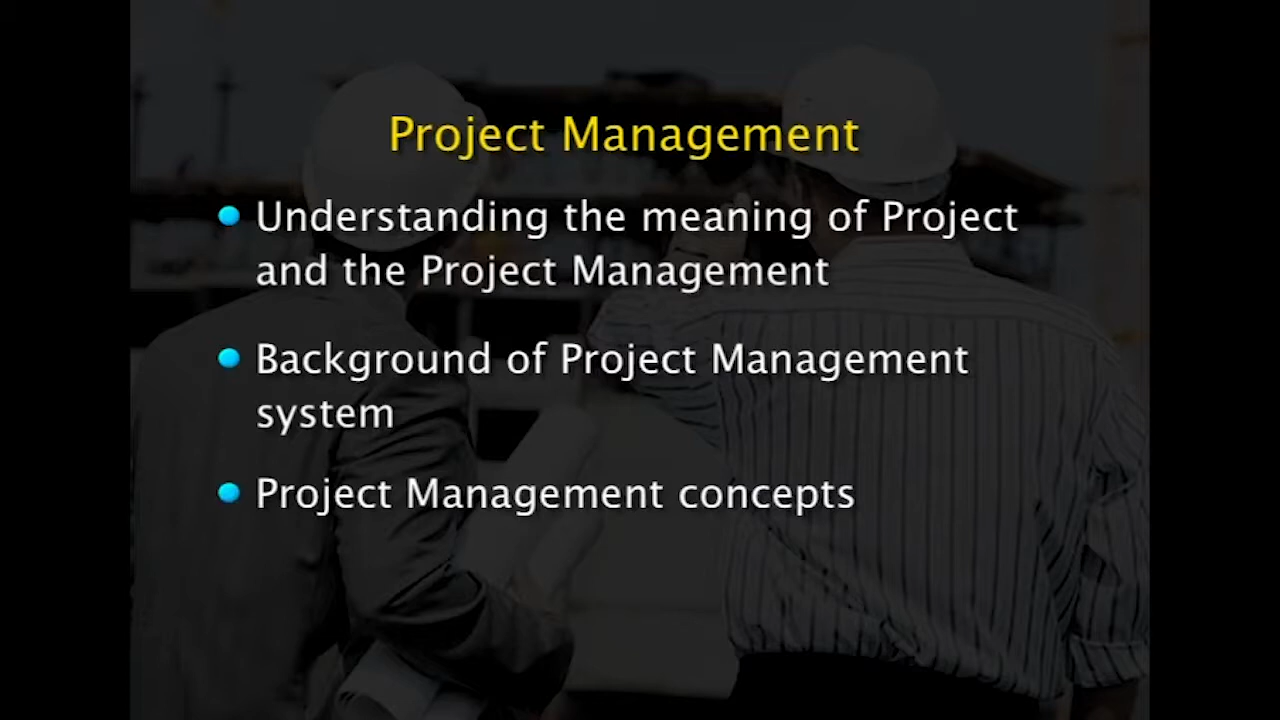 Project Management
Understanding the meaning of Project
and the Project Management
Background of Project Management
system
Project Management concepts